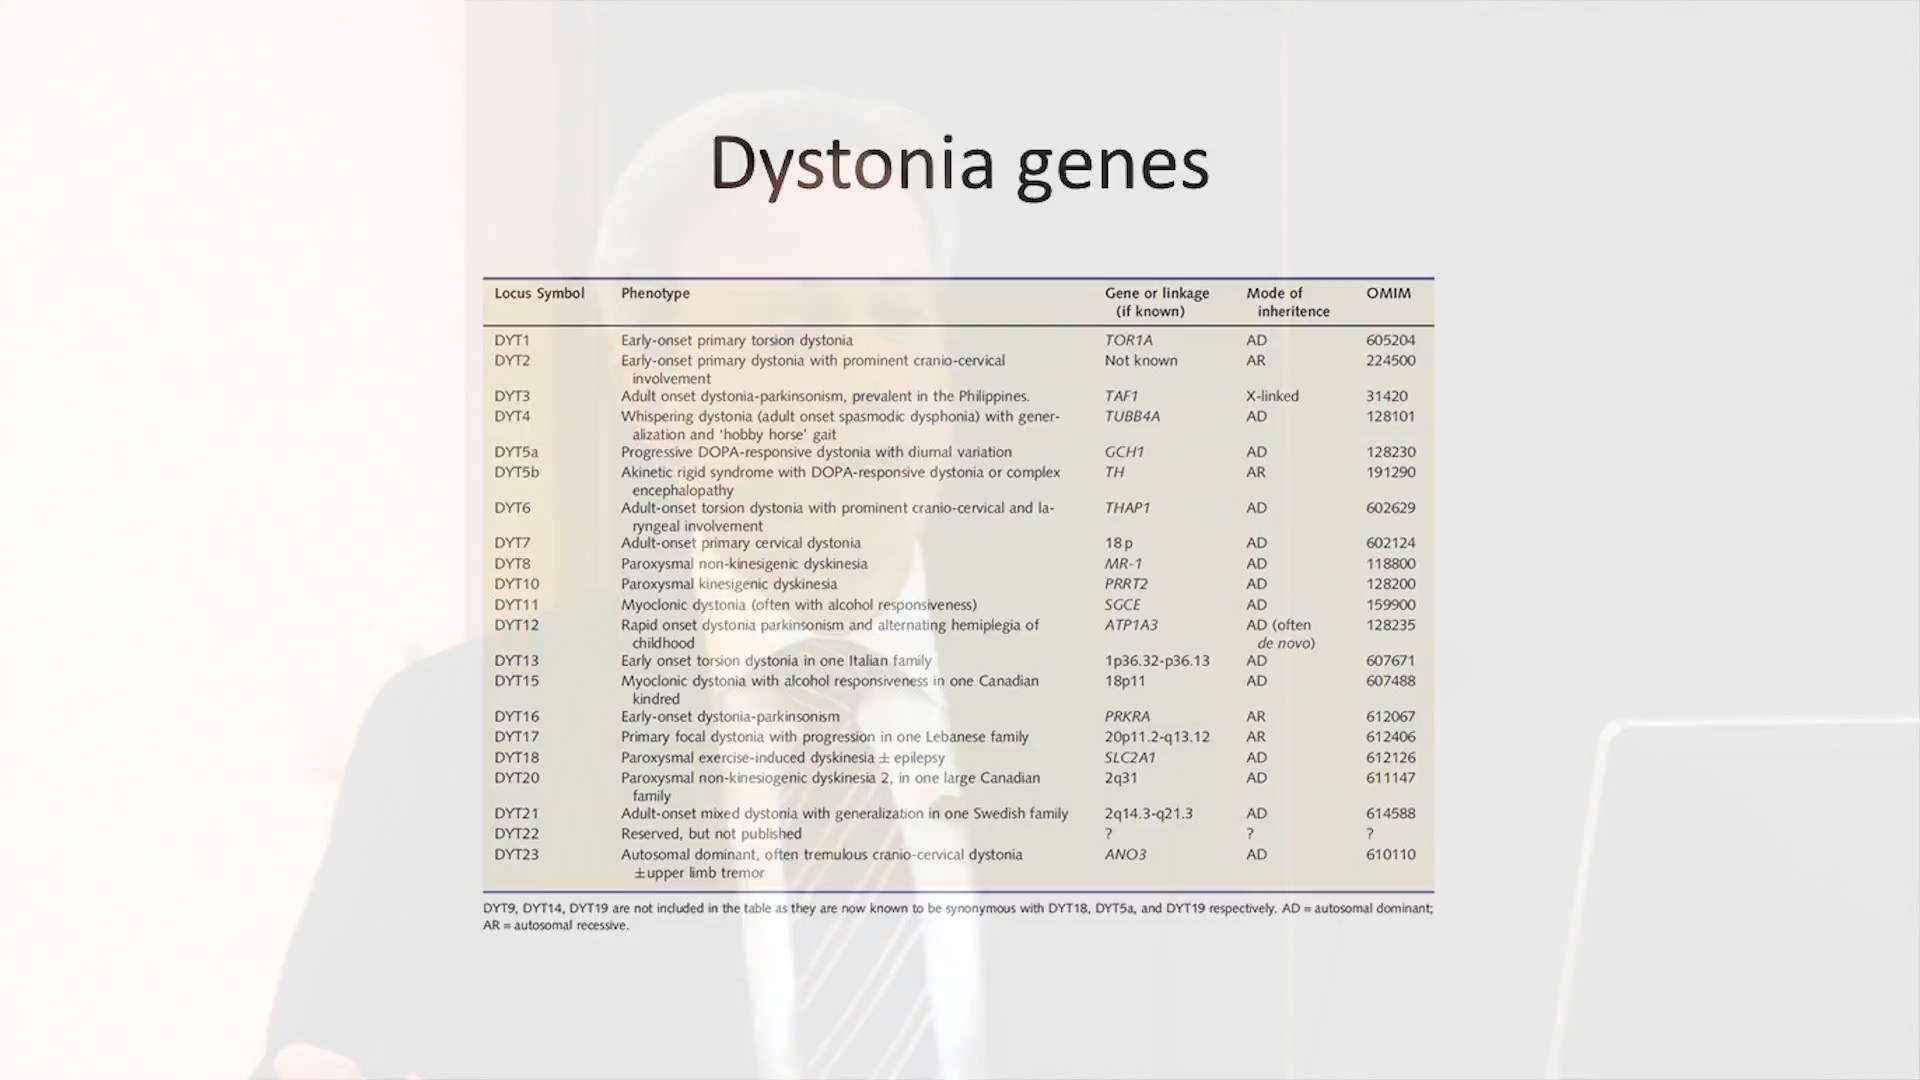 Dystonia genes
Locus Symbol Phenotype Gene or linkage Mode of OMIM
(if known) inheritence
DYT1 Early-onset primary torsion dystonia TOR1A AD 605204
DYT2 Early-onset primary dystonia with prominent cranio-cervical Not known AR 224500
involvement
DYT3 Adult onset dystonia-parkinsonism, prevalent in the Philippines. TAF1 X-linked 31420
DYT4 Whispering dystonia (adult onset spasmodic dysphonia) with gener- TUBB4A AD 128101
alization and ‘hobby horse’ gait
DYT5a Progressive DOPA-responsive dystonia with diurnal variation GCH1 AD 128230
DYT5b Akinetic rigid syndrome with DOPA-responsive dystonia or complex TH AR 191290
encephalopathy
DYT6 Adult-onset torsion dystonia with prominent cranio-cervical and la- THAP1 AD 602629
ryngeal involvement
DYT7 Adult-onset primary cervical dystonia 18p AD 602124
DYT8 Paroxysmal non-kinesigenic dyskinesia MR-1 AD 118800
DYT10 Paroxysmal kinesigenic dyskinesia PRRT2 AD 128200
DYT11 Myoclonic dystonia (often with alcohol responsiveness) SGCE AD 159900
DYT12 Rapid onset dystonia parkinsonism and alternating hemiplegia of ATP1A3 AD (often 128235
childhood de novo)
DYT13 Early onset torsion dystonia in one Italian family 1p36.32-p36.13 AD 607671
DYT15 Myoclonic dystonia with alcohol responsiveness in one Canadian 18p11 AD 607488
kindred
DYT16 Early-onset dystonia-parkinsonism PRKRA AR 612067
DYT17 Primary focal dystonia with progression in one Lebanese family 20p11.2-q13.12 AR 612406
DYT18 Paroxysmal exercise-induced dyskinesia ± epilepsy SLC2A1 AD 612126
DYT20 Paroxysmal non-kinesiogenic dyskinesia 2, in one large Canadian 2q31 AD 611147
family
DYT21 Adult-onset mixed dystonia with generalization in one Swedish family 2q14.3-q21.3 AD 614588
DYT22 Reserved, but not published ? ? ?
DYT23 Autosomal dominant, often tremulous cranio-cervical dystonia ANO3 AD 610110
±upper limb tremor
DYT9, DYT14, DYT19 are not included in the table as they are now known to be synonymous with DYT18, DYT5a, and DYT19 respectively. AD = autosomal dominant;
AR = autosomal recessive.